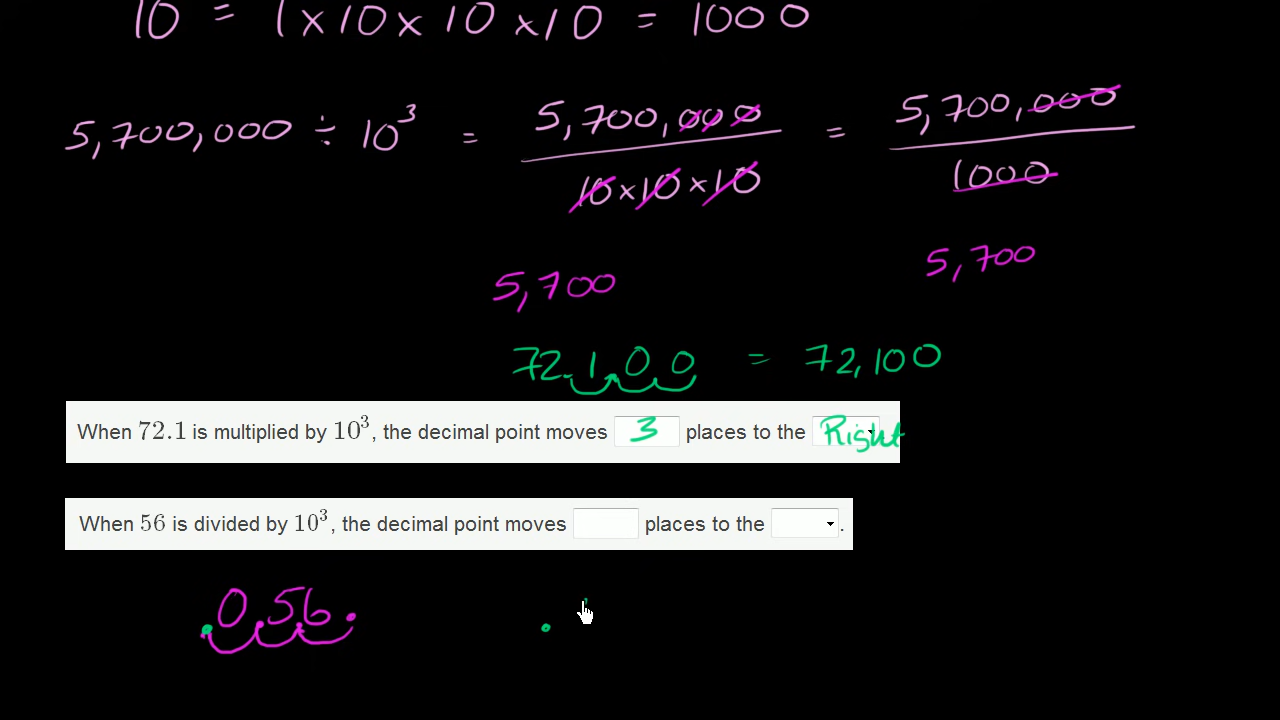 10 = 1 x 10 x 10 x 10 = 1000
5,700,000 ÷ 10³ = 5,700,000 / 10 x 10 x 10 = 5,700,000 / 1000
5,700 5,700
72.100 = 72,100
When 72.1 is multiplied by 10³, the decimal point moves 3 places to the Right
When 56 is divided by 10³, the decimal point moves places to the .
.0.56. .